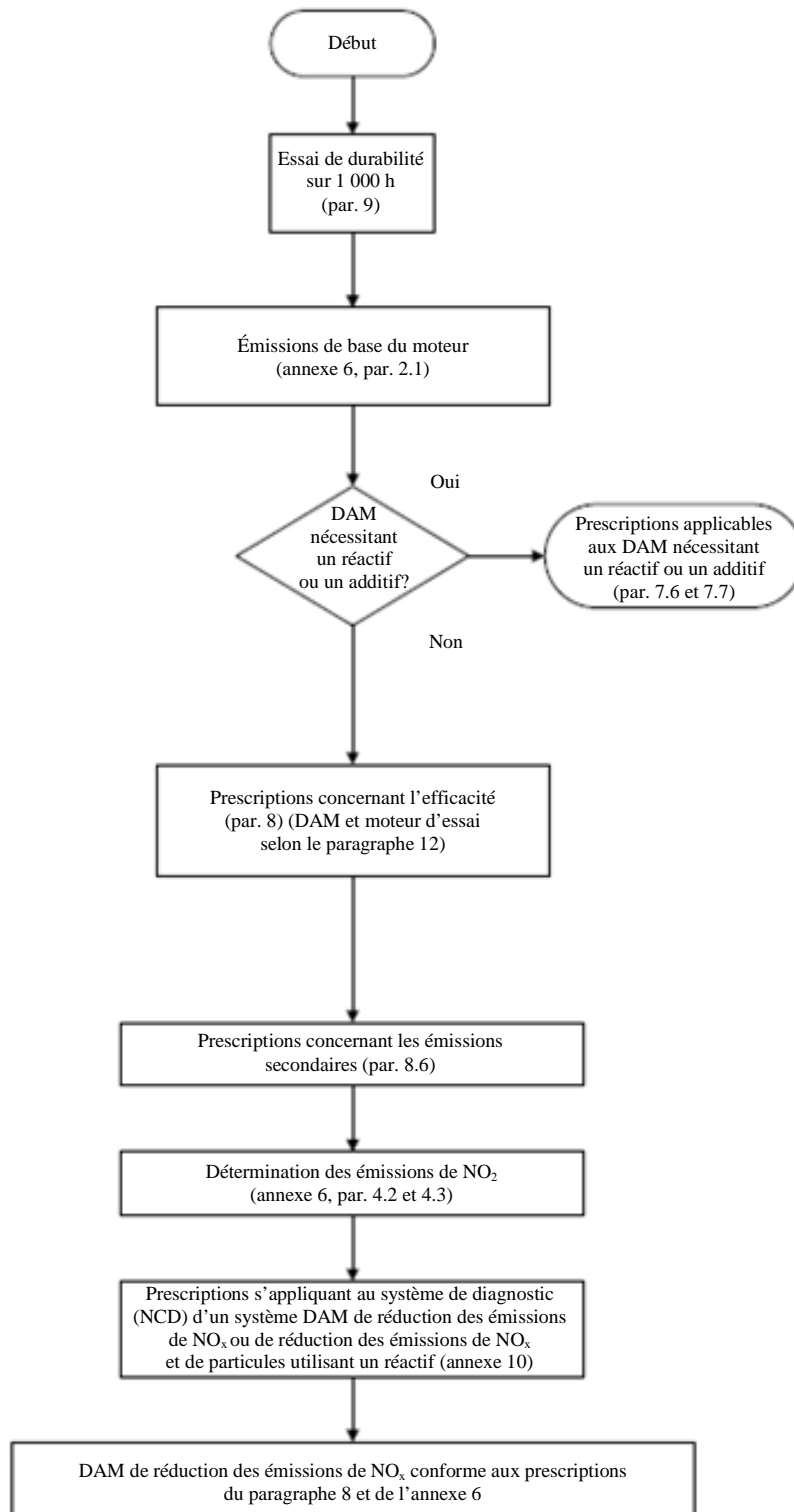 Début
Essai de durabilité
sur 1 000 h
(par. 9)
Émissions de base du moteur
(annexe 6, par. 2.1)
Oui
DAM
nécessitant
un réactif
ou un additif?
Prescriptions applicables
aux DAM nécessitant
un réactif ou un additif
(par. 7.6 et 7.7)
Non
Prescriptions concernant l’efficacité
(par. 8) (DAM et moteur d’essai
selon le paragraphe 12)
Prescriptions concernant les émissions
secondaires (par. 8.6)
Détermination des émissions de NO₂
(annexe 6, par. 4.2 et 4.3)
Prescriptions s’appliquant au système de diagnostic
(NCD) d’un système DAM de réduction des émissions
de NOₓ ou de réduction des émissions de NOₓ
et de particules utilisant un réactif (annexe 10)
DAM de réduction des émissions de NOₓ conforme aux prescriptions
du paragraphe 8 et de l’annexe 6